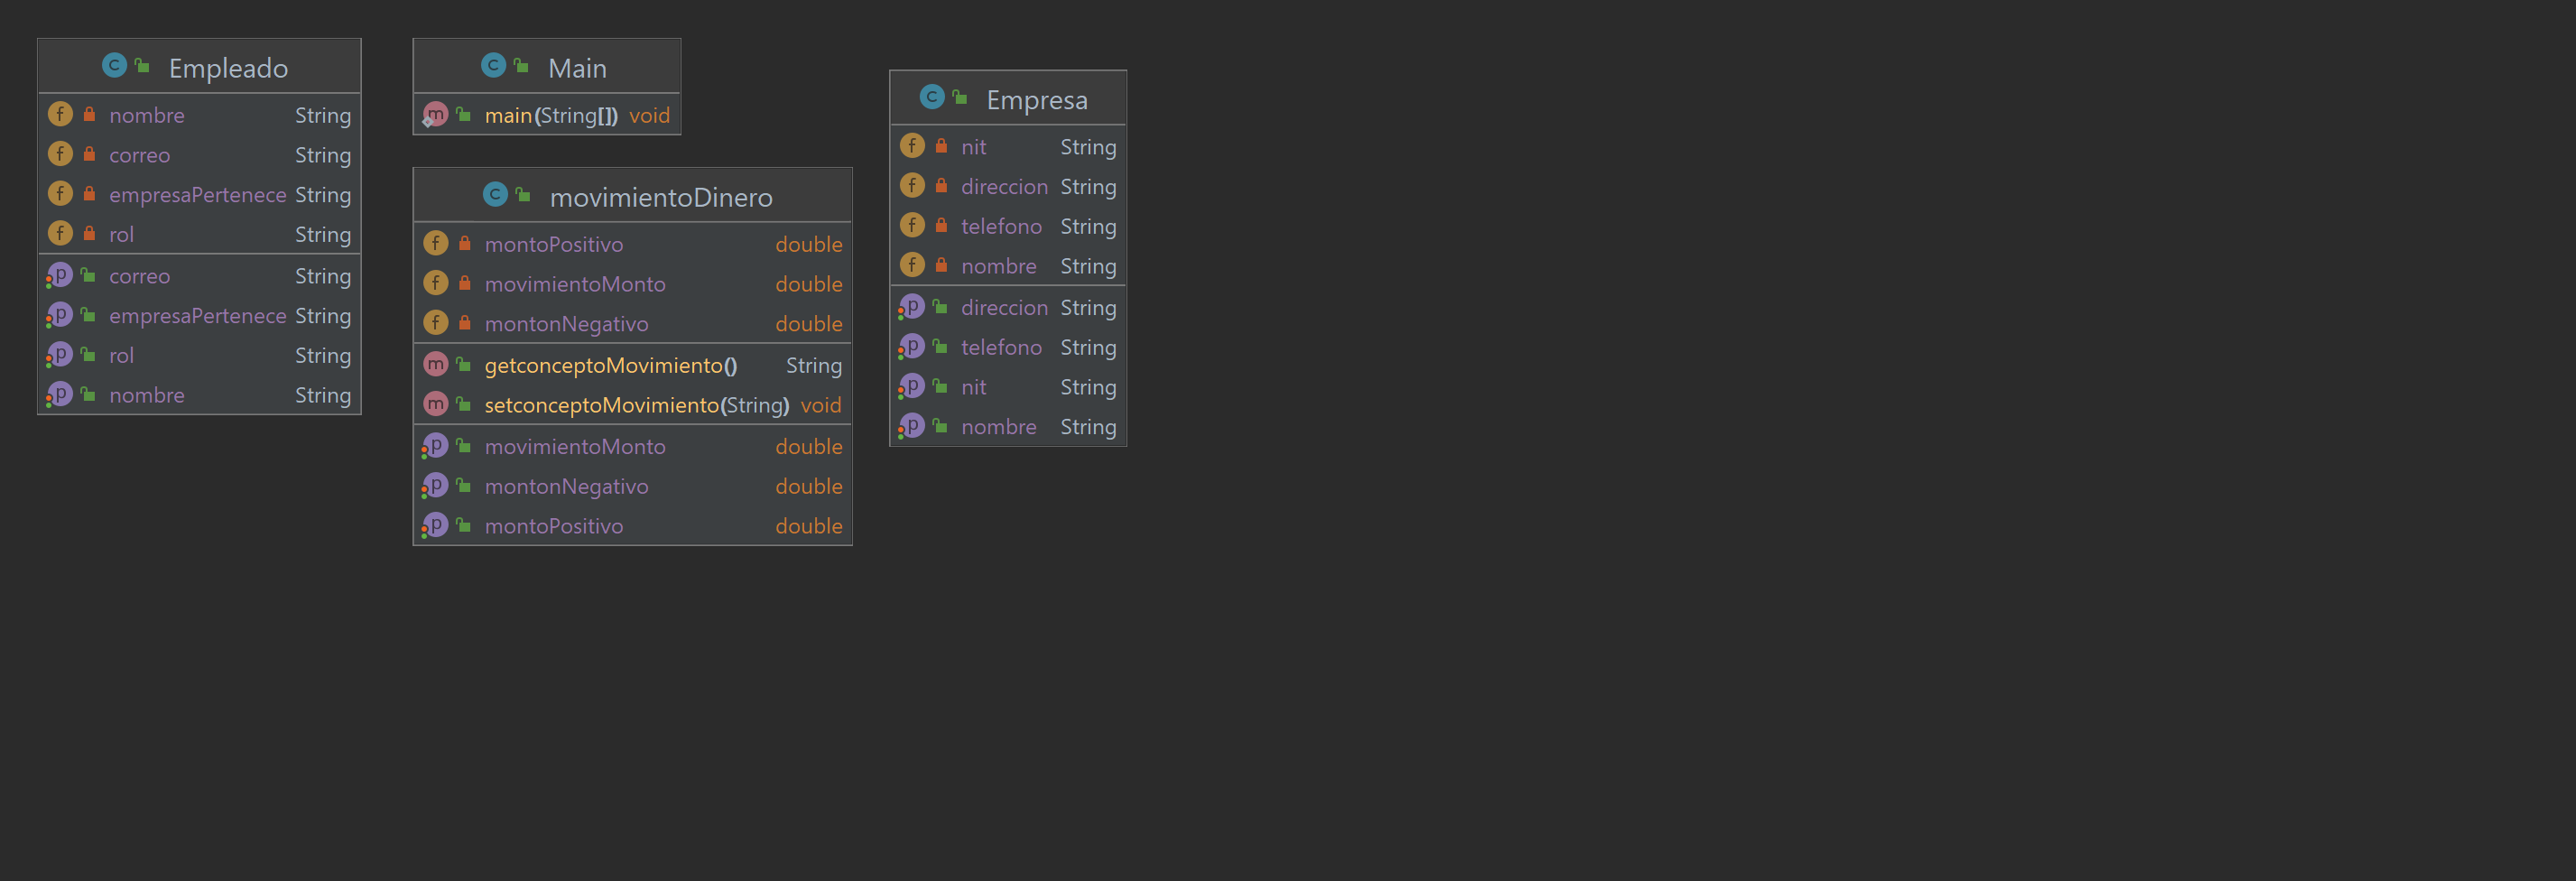 Empleado
nombre String
correo String
empresaPertenece String
rol String
correo String
empresaPertenece String
rol String
nombre String
Main
main(String[]) void
movimientoDinero
montoPositivo double
movimientoMonto double
montonNegativo double
getconceptoMovimiento() String
setconceptoMovimiento(String) void
movimientoMonto double
montonNegativo double
montoPositivo double
Empresa
nit String
direccion String
telefono String
nombre String
direccion String
telefono String
nit String
nombre String